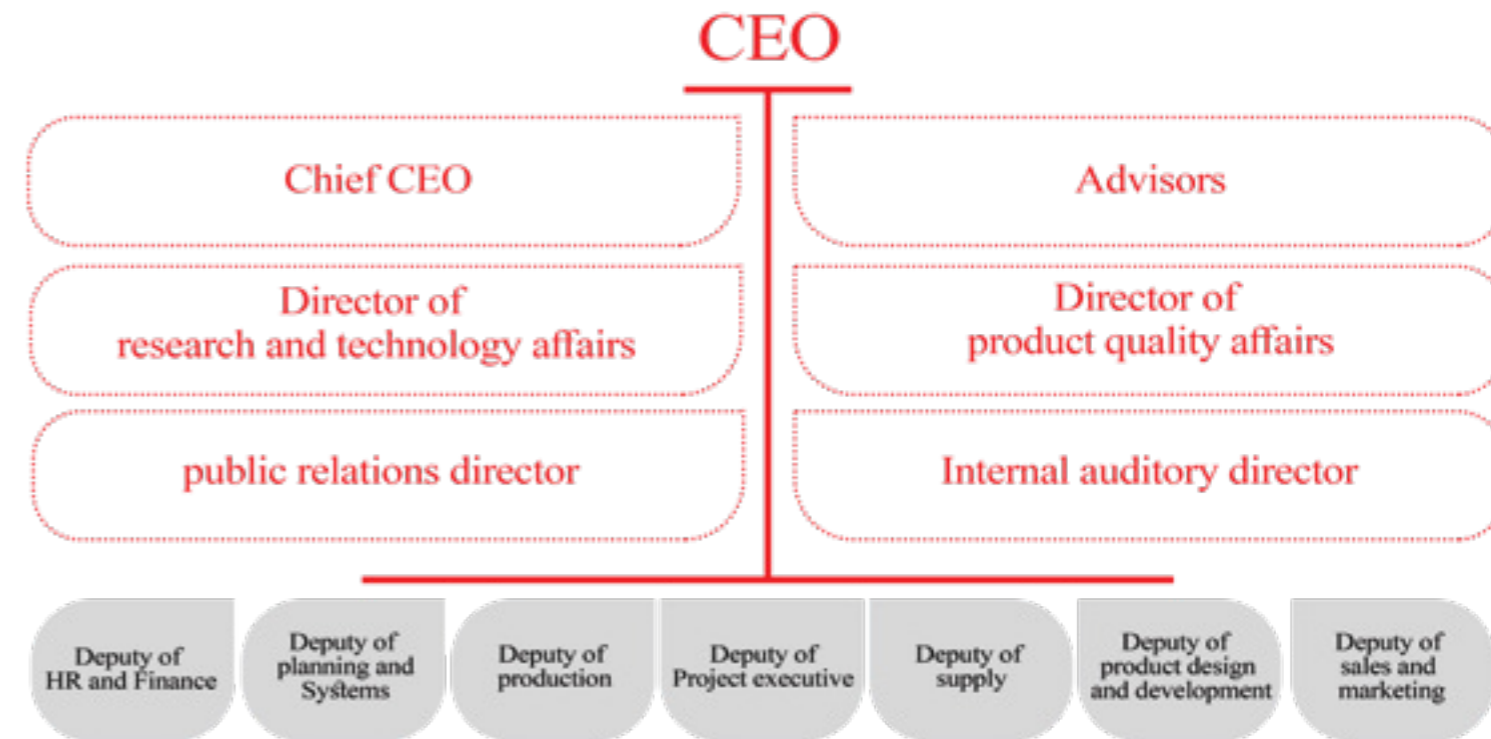 CEO
Chief CEO
Advisors
Director of
research and technology affairs
Director of
product quality affairs
public relations director
Internal auditory director
Deputy of
HR and Finance
Deputy of
planning and
Systems
Deputy of
production
Deputy of
Project executive
Deputy of
supply
Deputy of
product design
and development
Deputy of
sales and
marketing